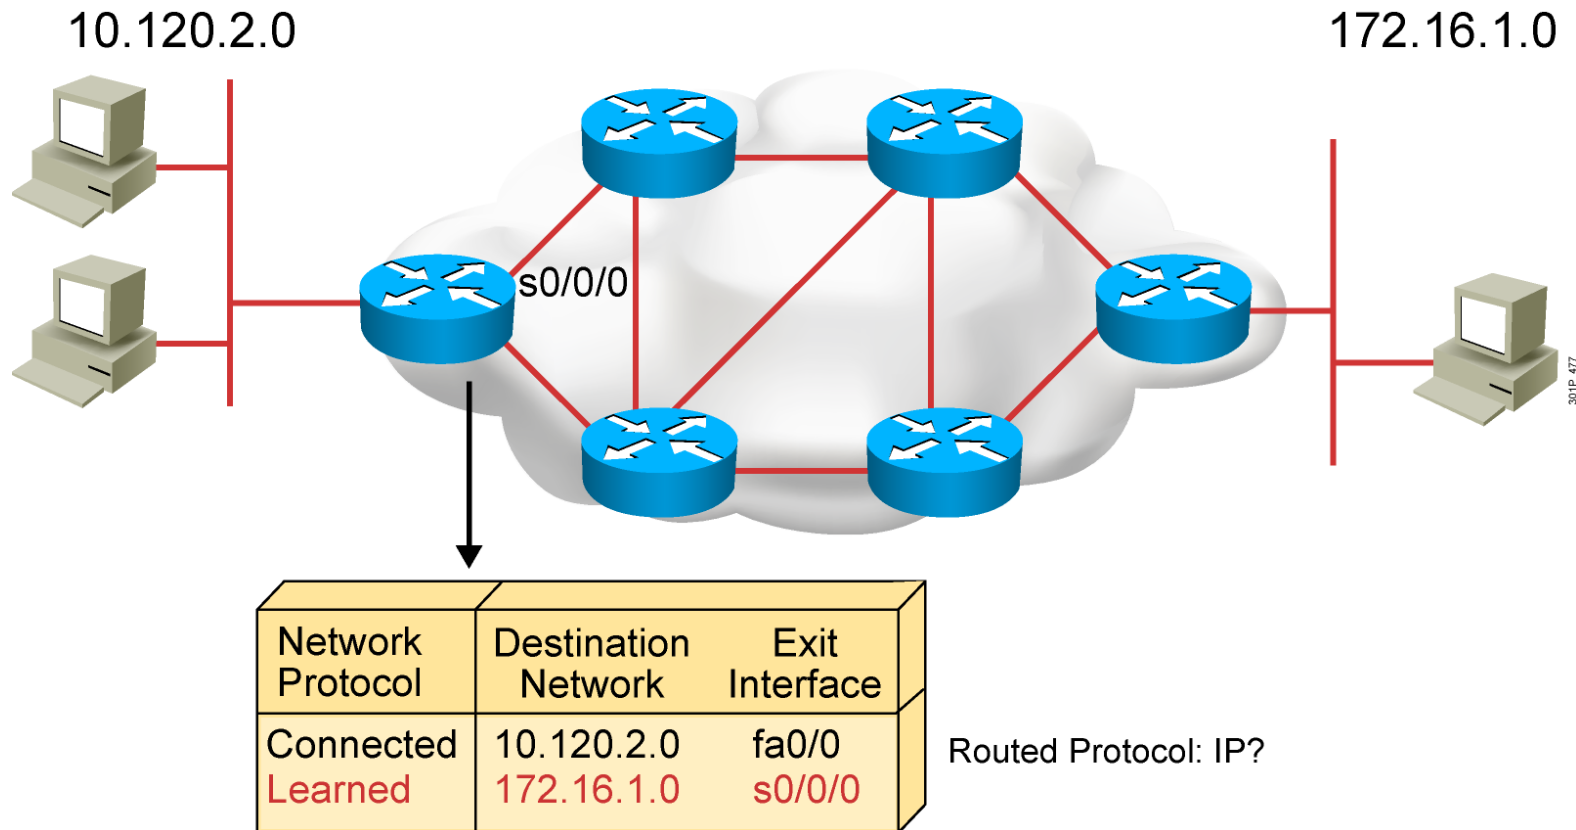 10.120.2.0
172.16.1.0
s0/0/0
301P_477
Network Protocol
Destination Network
Exit Interface
Connected 10.120.2.0 fa0/0
Learned 172.16.1.0 s0/0/0
Routed Protocol: IP?